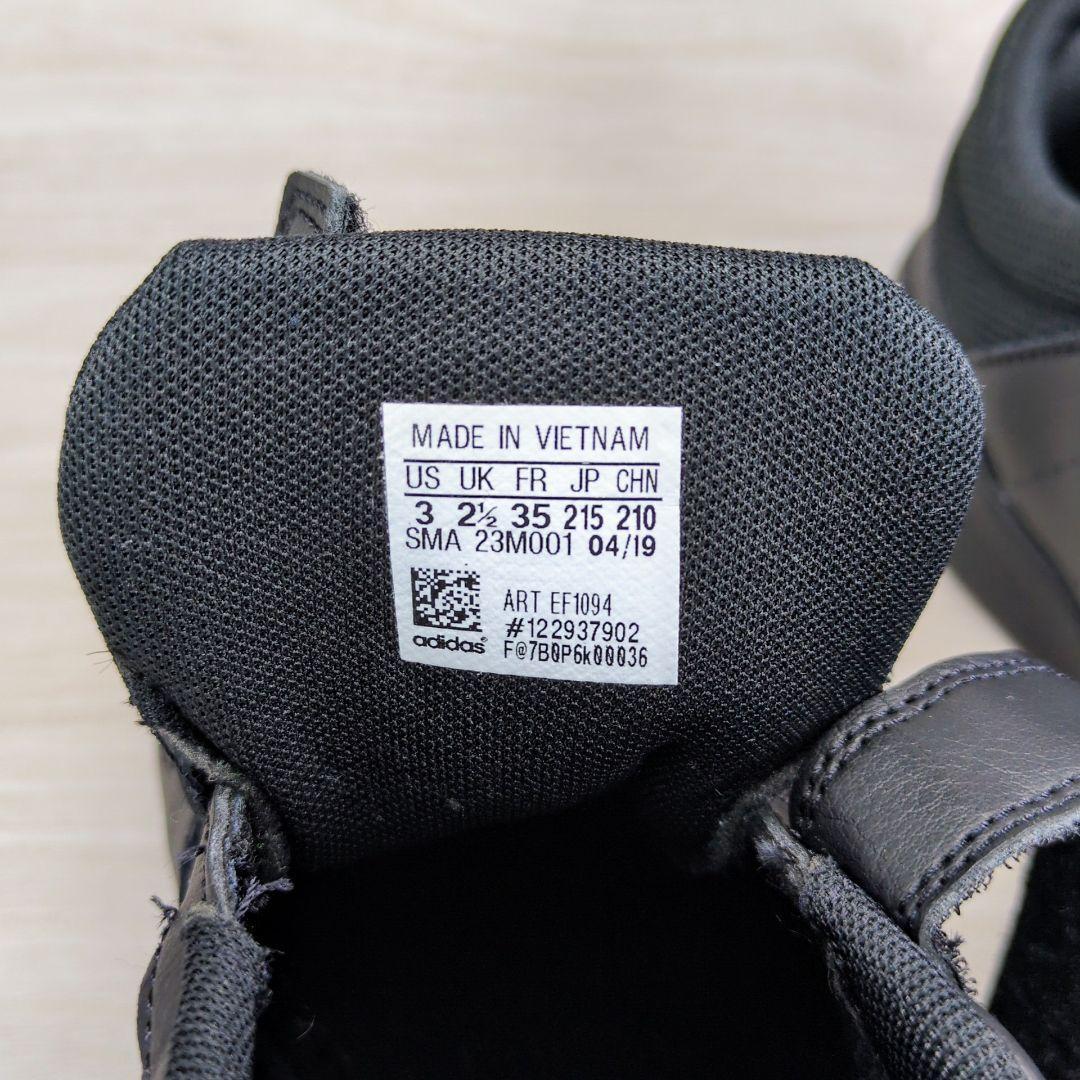 MADE IN VIETNAM
US UK FR JP CHN
3 2½ 35 215 210
SMA 23M001 04/19
ART EF1094
#122937902
adidas F@7B0P6k00036